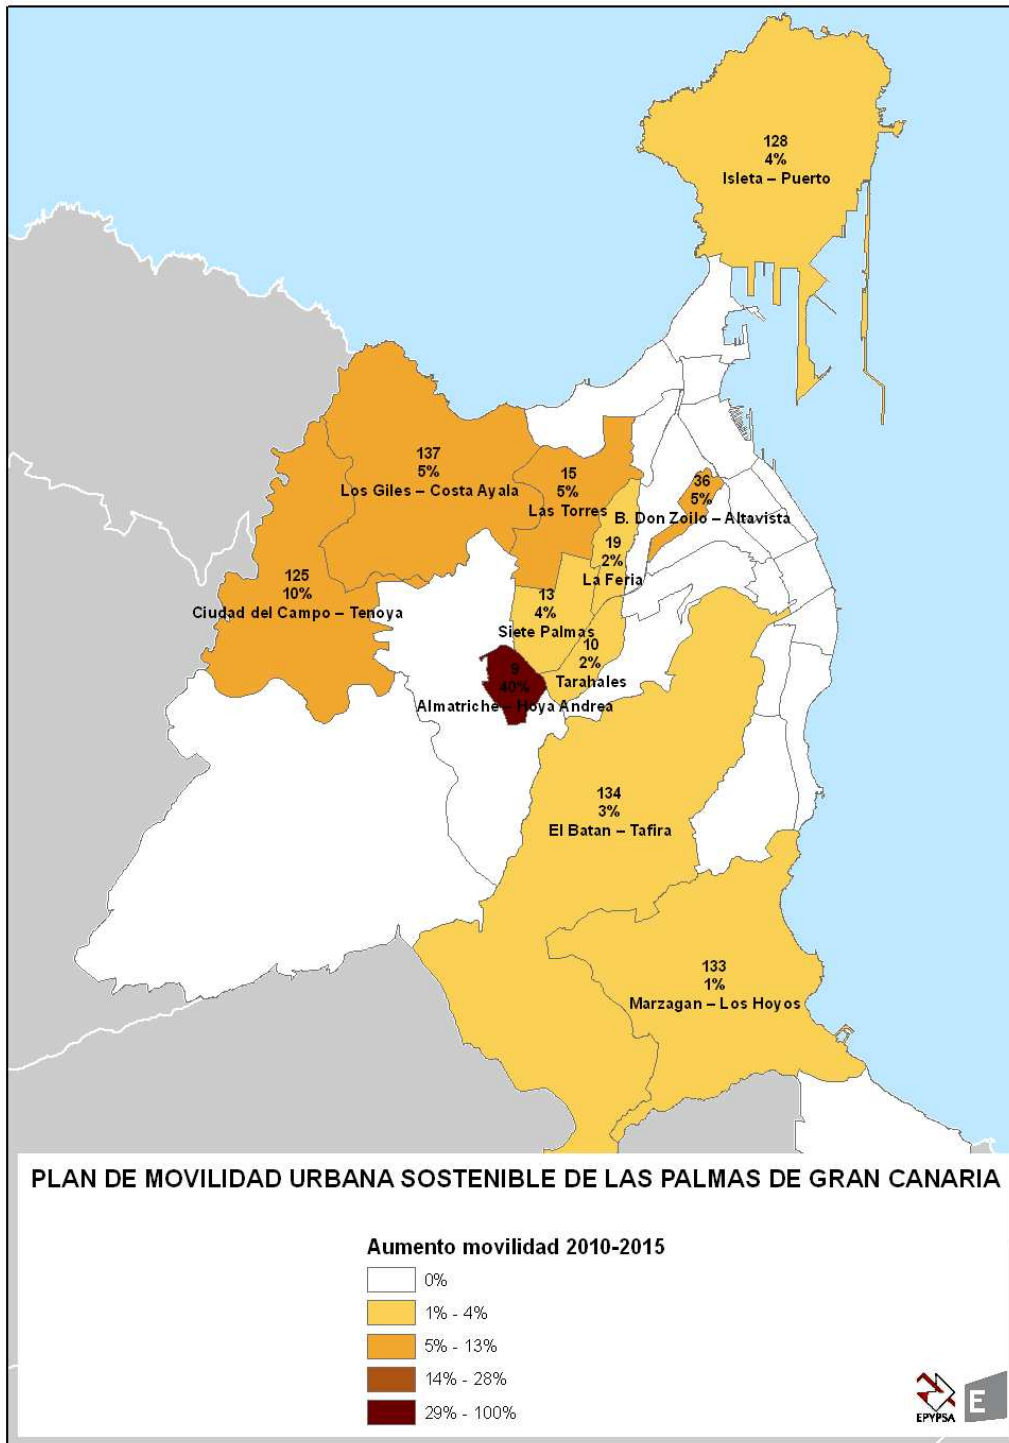 128
4%
Isleta – Puerto
137
5%
Los Giles – Costa Ayala
15
5%
Las Torres
36
5%
B. Don Zoilo – Altavista
19
2%
La Feria
125
10%
Ciudad del Campo – Tenoya
13
4%
Siete Palmas
10
2%
Tarahales
9
40%
Almatriche – Hoya Andrea
134
3%
El Batan – Tafira
133
1%
Marzagan – Los Hoyos
PLAN DE MOVILIDAD URBANA SOSTENIBLE DE LAS PALMAS DE GRAN CANARIA
Aumento movilidad 2010-2015
0%
1% - 4%
5% - 13%
14% - 28%
29% - 100%
EPYPSA
E